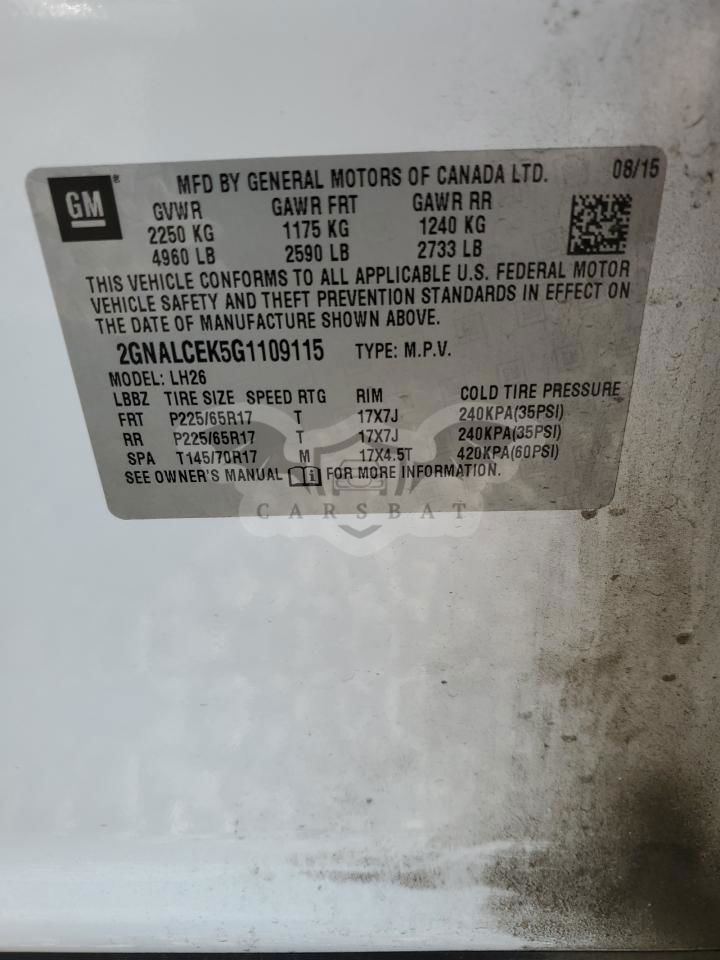 GM ® MFD BY GENERAL MOTORS OF CANADA LTD. 08/15
GVWR GAWR FRT GAWR RR
2250 KG 1175 KG 1240 KG
4960 LB 2590 LB 2733 LB
THIS VEHICLE CONFORMS TO ALL APPLICABLE U.S. FEDERAL MOTOR
VEHICLE SAFETY AND THEFT PREVENTION STANDARDS IN EFFECT ON
THE DATE OF MANUFACTURE SHOWN ABOVE.
2GNALCEK5G1109115 TYPE: M.P.V.
MODEL: LH26
LBBZ TIRE SIZE SPEED RTG RIM COLD TIRE PRESSURE
FRT P225/65R17 T 17X7J 240KPA(35PSI)
RR P225/65R17 T 17X7J 240KPA(35PSI)
SPA T145/70R17 M 17X4.5T 420KPA(60PSI)
SEE OWNER'S MANUAL i FOR MORE INFORMATION.
CARSBAT